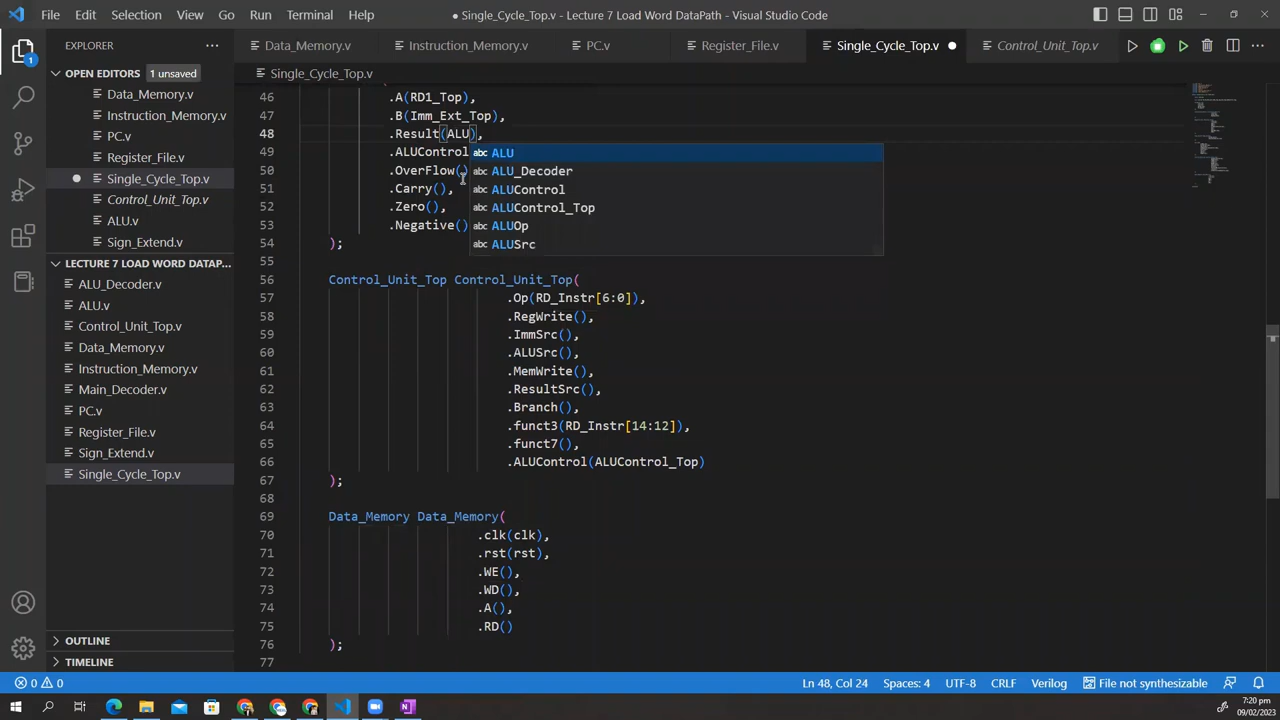 File Edit Selection View Go Run Terminal Help
● Single_Cycle_Top.v - Lecture 7 Load Word DataPath - Visual Studio Code
EXPLORER
Data_Memory.v Instruction_Memory.v PC.v Register_File.v Single_Cycle_Top.v Control_Unit_Top.v
OPEN EDITORS 1 unsaved
Data_Memory.v
Instruction_Memory.v
PC.v
Register_File.v
Single_Cycle_Top.v
Control_Unit_Top.v
ALU.v
Sign_Extend.v
LECTURE 7 LOAD WORD DATAP...
ALU_Decoder.v
ALU.v
Control_Unit_Top.v
Data_Memory.v
Instruction_Memory.v
Main_Decoder.v
PC.v
Register_File.v
Sign_Extend.v
Single_Cycle_Top.v
OUTLINE
TIMELINE
1
Single_Cycle_Top.v
46 .A(RD1_Top),
47 .B(Imm_Ext_Top),
48 .Result(ALU),
49 .ALUControl
50 .OverFlow()
51 .Carry(),
52 .Zero(),
53 .Negative()
54 );
55
56 Control_Unit_Top Control_Unit_Top(
57 .Op(RD_Instr[6:0]),
58 .RegWrite(),
59 .ImmSrc(),
60 .ALUSrc(),
61 .MemWrite(),
62 .ResultSrc(),
63 .Branch(),
64 .funct3(RD_Instr[14:12]),
65 .funct7(),
66 .ALUControl(ALUControl_Top)
67 );
68
69 Data_Memory Data_Memory(
70 .clk(clk),
71 .rst(rst),
72 .WE(),
73 .WD(),
74 .A(),
75 .RD()
76 );
77
abc ALU
abc ALU_Decoder
abc ALUControl
abc ALUControl_Top
abc ALUOp
abc ALUSrc
0 0 Ln 48, Col 24 Spaces: 4 UTF-8 CRLF Verilog File not synthesizable
7:20 pm
09/02/2023